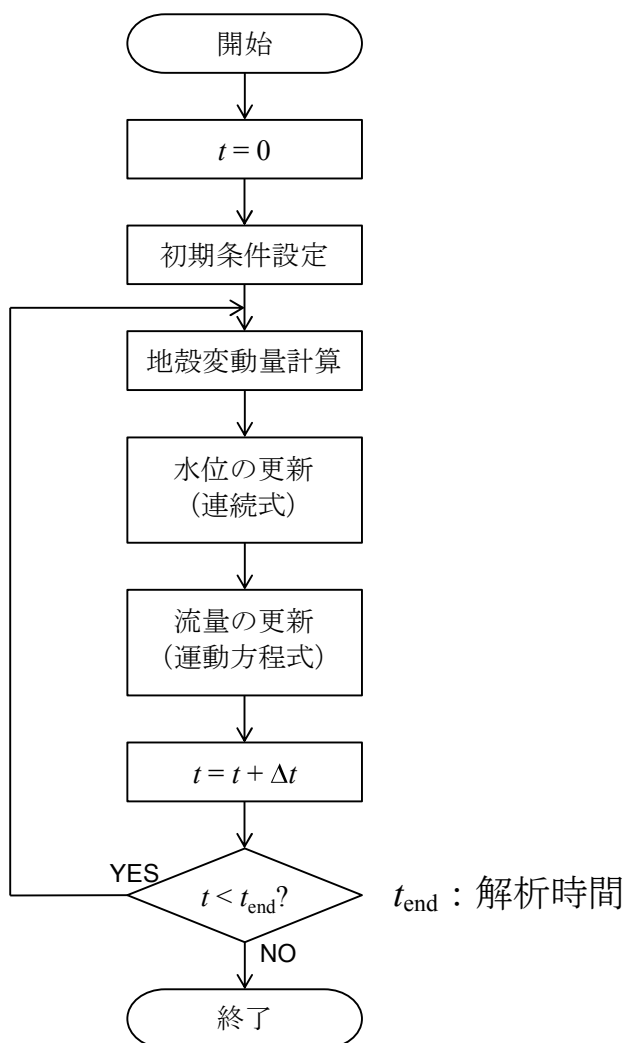 開始
t = 0
初期条件設定
地殻変動量計算
水位の更新
（連続式）
流量の更新
（運動方程式）
t = t + Δt
YES
t < tend?
tend：解析時間
NO
終了